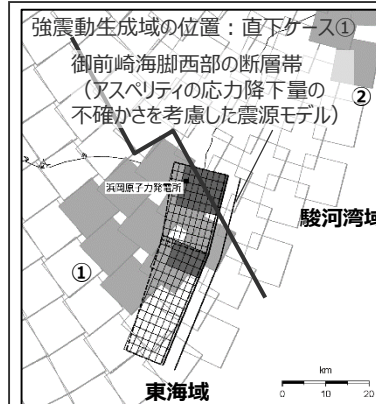 強震動生成域の位置：直下ケース①
御前崎海脚西部の断層帯
（アスペリティの応力降下量の
不確かさを考慮した震源モデル）
②
浜岡原子力発電所
駿河湾域
①
東海域
km
0 10 20